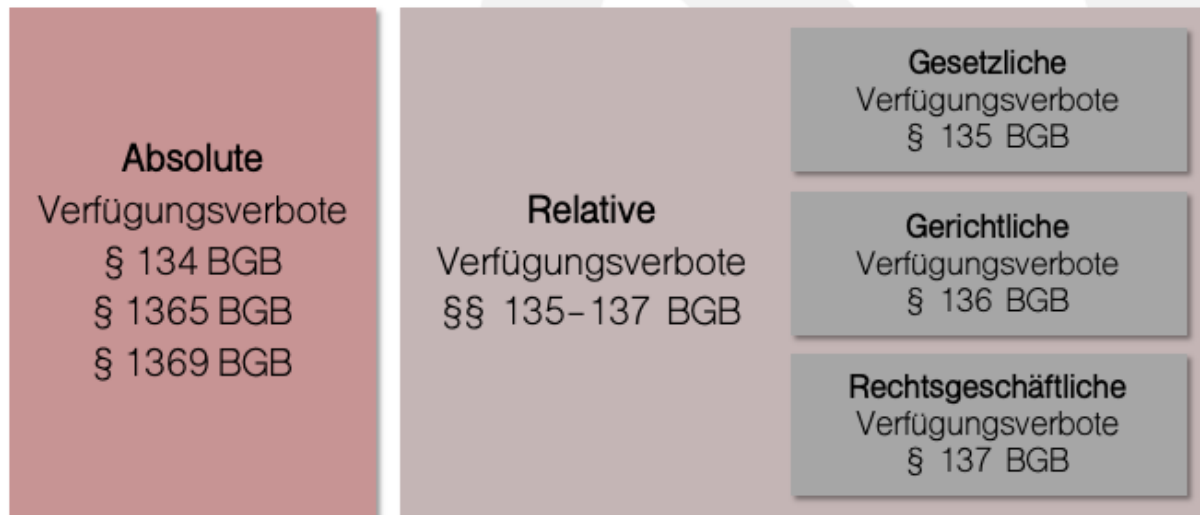 Absolute
Verfügungsverbote
§ 134 BGB
§ 1365 BGB
§ 1369 BGB
Relative
Verfügungsverbote
§§ 135–137 BGB
Gesetzliche
Verfügungsverbote
§ 135 BGB
Gerichtliche
Verfügungsverbote
§ 136 BGB
Rechtsgeschäftliche
Verfügungsverbote
§ 137 BGB